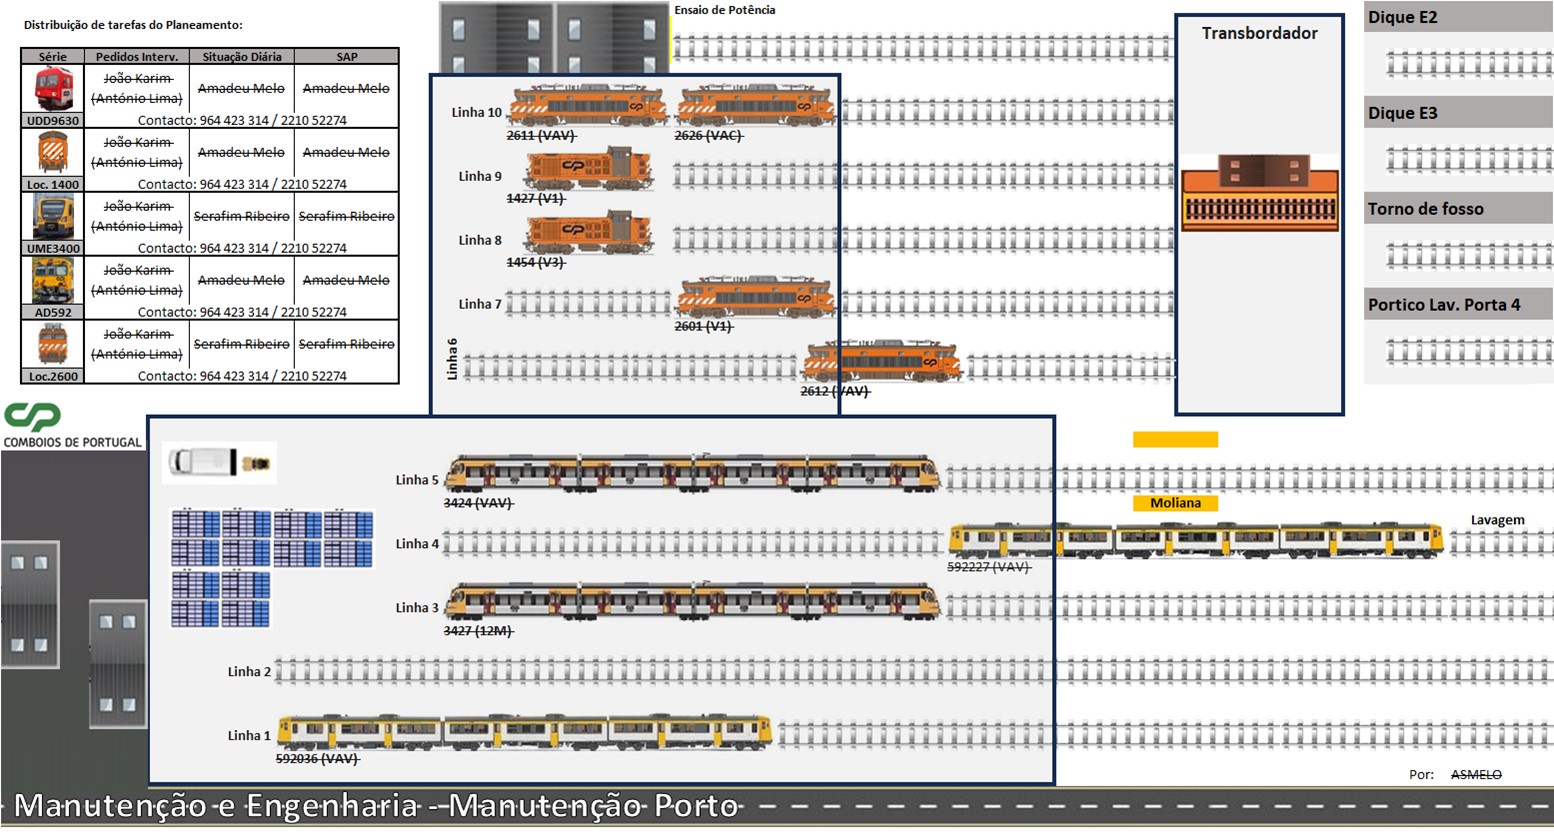 Distribuição de tarefas do Planeamento:
Série Pedidos Interv. Situação Diária SAP
João Karim
(António Lima) Amadeu Melo Amadeu Melo
UDD9630 Contacto: 964 423 314 / 2210 52274
João Karim
(António Lima) Amadeu Melo Amadeu Melo
Loc. 1400 Contacto: 964 423 314 / 2210 52274
João Karim
(António Lima) Serafim Ribeiro Serafim Ribeiro
UME3400 Contacto: 964 423 314 / 2210 52274
João Karim
(António Lima) Amadeu Melo Amadeu Melo
AD592 Contacto: 964 423 314 / 2210 52274
João Karim
(António Lima) Serafim Ribeiro Serafim Ribeiro
Loc.2600 Contacto: 964 423 314 / 2210 52274
CP
COMBOIOS DE PORTUGAL
Ensaio de Potência
Linha 10
2611 (VAV) 2626 (VAC)
Linha 9
1427 (V1)
Linha 8
1454 (V3)
Linha 7
2601 (V1)
Linha 6
2612 (VAV)
Transbordador
Dique E2
Dique E3
Torno de fosso
Portico Lav. Porta 4
Linha 5
3424 (VAV)
Moliana
Lavagem
Linha 4
592227 (VAV)
Linha 3
3427 (12M)
Linha 2
Linha 1
592036 (VAV)
Por: ASMELO
Manutenção e Engenharia - Manutenção Porto